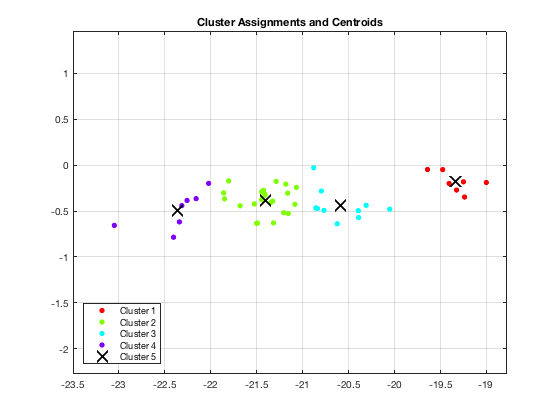 Cluster Assignments and Centroids
1
0.5
0
-0.5
-1
-1.5
-2
Cluster 1
Cluster 2
Cluster 3
Cluster 4
Cluster 5
-23.5 -23 -22.5 -22 -21.5 -21 -20.5 -20 -19.5 -19